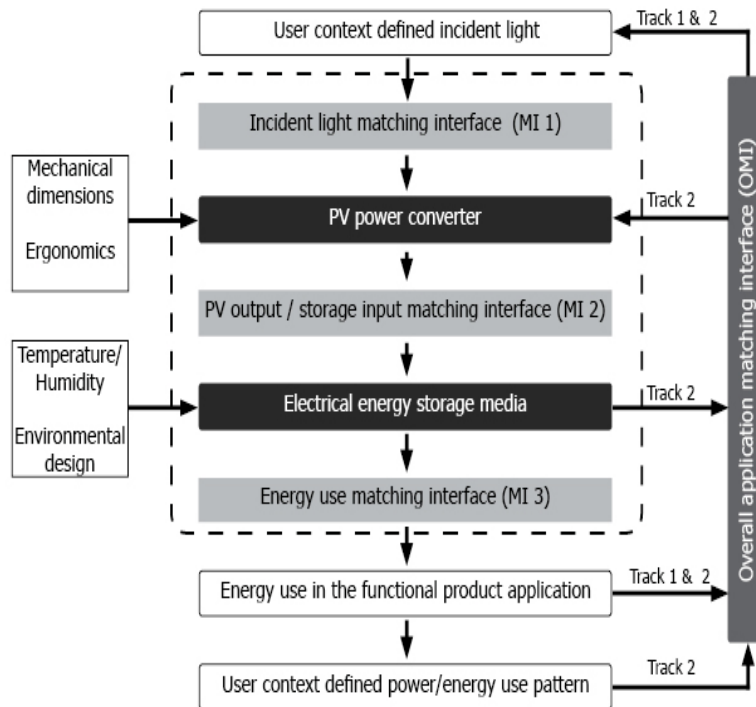 User context defined incident light
Track 1 & 2
Incident light matching interface (MI 1)
Mechanical
dimensions
Ergonomics
PV power converter
Track 2
PV output / storage input matching interface (MI 2)
Temperature/
Humidity
Environmental
design
Electrical energy storage media
Track 2
Energy use matching interface (MI 3)
Energy use in the functional product application
Track 1 & 2
User context defined power/energy use pattern
Track 2
Overall application matching interface (OMI)